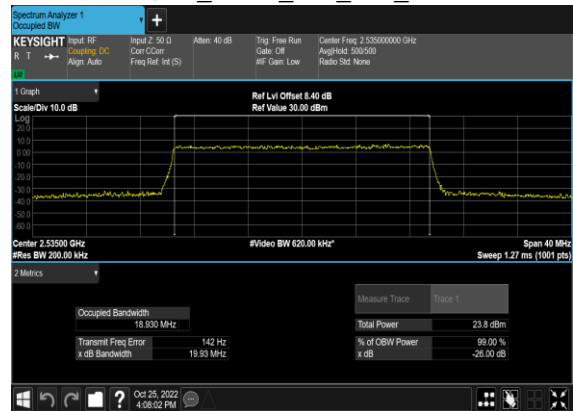 Spectrum Analyzer 1
Occupied BW
+
KEYSIGHT Input: RF Input Z: 50 Ω Atten: 40 dB Trig: Free Run Center Freq: 2.535000000 GHz
R T Coupling: DC Corr CCorr Gate: Off Avg|Hold: 500/500
Align: Auto Freq Ref: Int (S) #IF Gain: Low Radio Std: None
1 Graph
Ref Lvl Offset 8.40 dB
Scale/Div 10.0 dB Ref Value 30.00 dBm
Log
20.0
10.0
0.00
-10.0
-20.0
-30.0
-40.0
-50.0
-60.0
Center 2.53500 GHz #Video BW 620.00 kHz* Span 40 MHz
#Res BW 200.00 kHz Sweep 1.27 ms (1001 pts)
2 Metrics
Measure Trace Trace 1
Occupied Bandwidth
18.930 MHz Total Power 23.8 dBm
Transmit Freq Error 142 Hz % of OBW Power 99.00 %
x dB Bandwidth 19.93 MHz x dB -26.00 dB
? Oct 25, 2022
4:08:02 PM